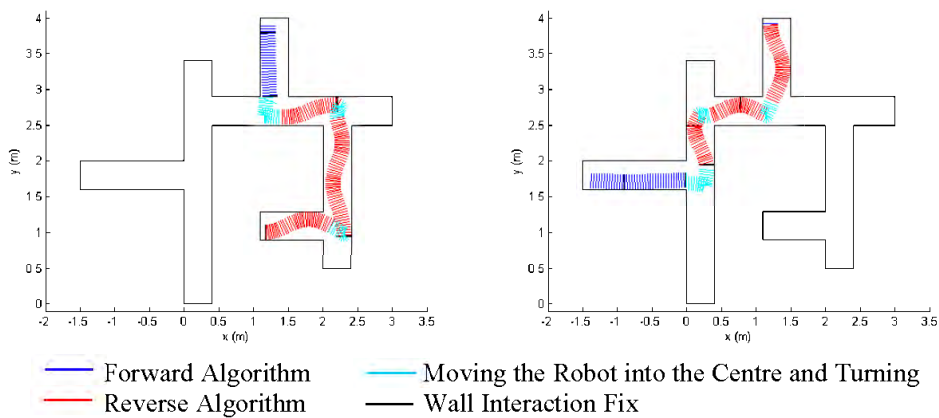 4
3.5
3
2.5
2
1.5
1
0.5
0
y (m)
-2 -1.5 -1 -0.5 0 0.5 1 1.5 2 2.5 3 3.5
x (m)
4
3.5
3
2.5
2
1.5
1
0.5
0
y (m)
-2 -1.5 -1 -0.5 0 0.5 1 1.5 2 2.5 3 3.5
x (m)
Forward Algorithm
Moving the Robot into the Centre and Turning
Reverse Algorithm
Wall Interaction Fix